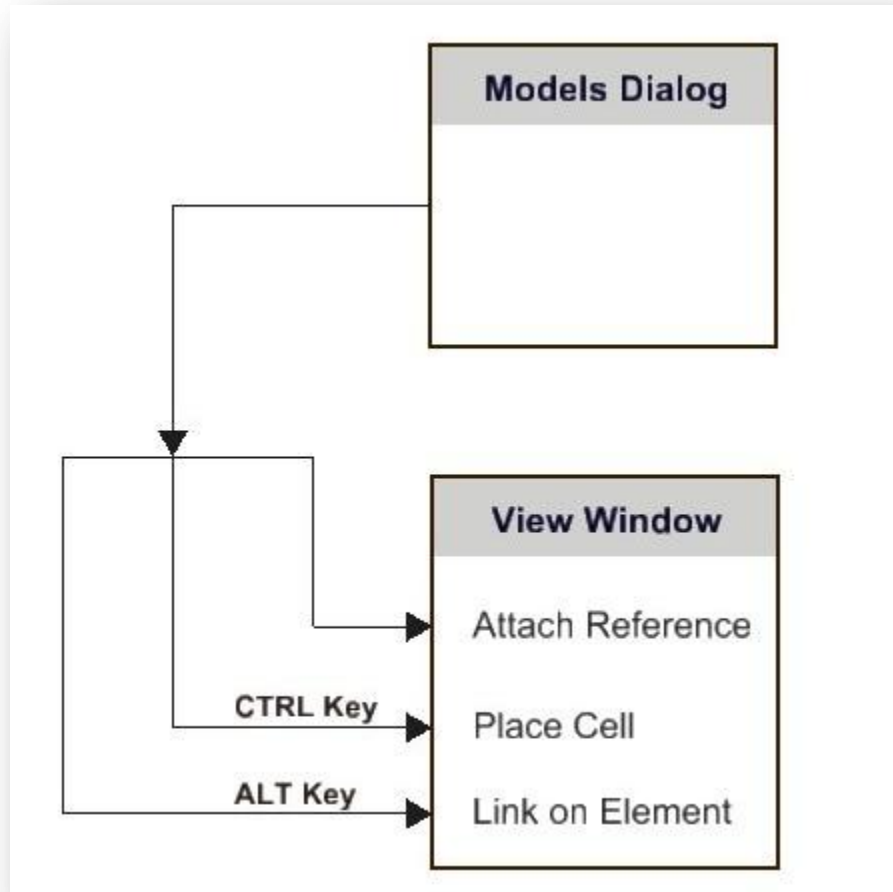 Models Dialog
View Window
Attach Reference
CTRL Key
Place Cell
ALT Key
Link on Element